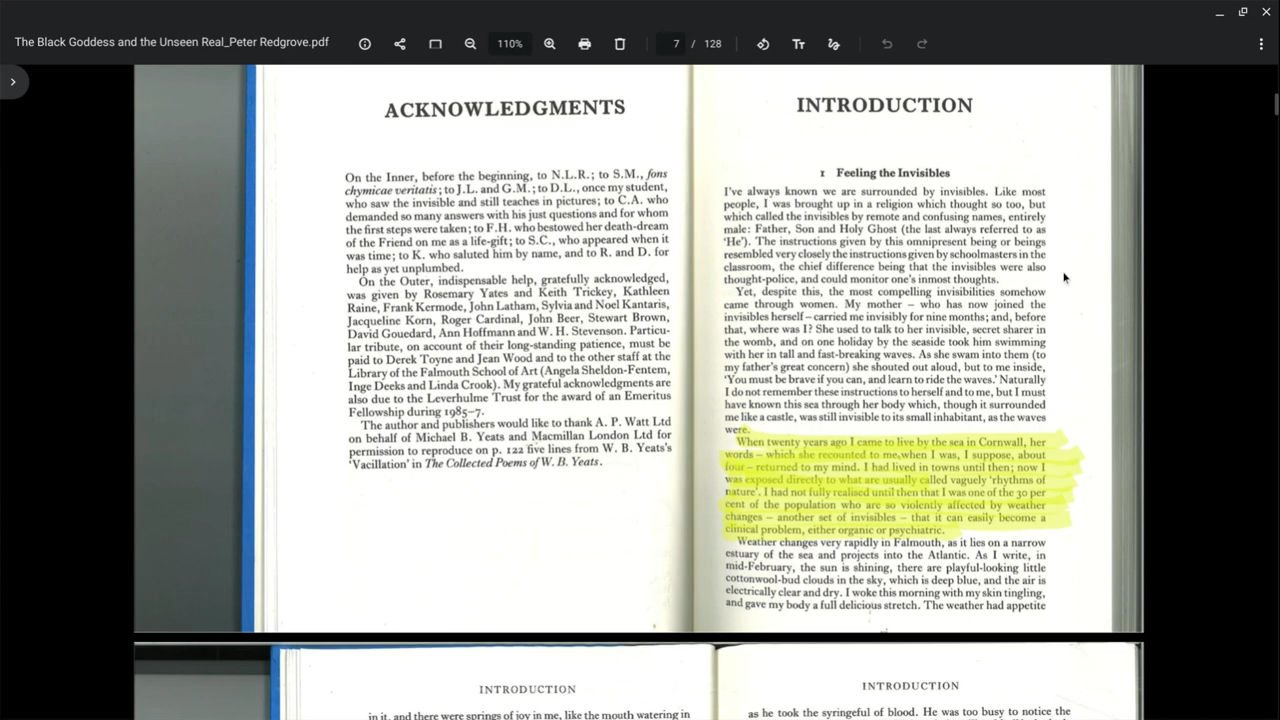 The Black Goddess and the Unseen Real_Peter Redgrove.pdf
110%
7 / 128
ACKNOWLEDGMENTS
On the Inner, before the beginning, to N.L.R.; to S.M., fons
chymicae veritatis; to J.L. and G.M.; to D.L., once my student,
who saw the invisible and still teaches in pictures; to C.A. who
demanded so many answers with his just questions and for whom
the first steps were taken; to F.H. who bestowed her death-dream
of the Friend on me as a life-gift; to S.C., who appeared when it
was time; to K. who saluted him by name, and to R. and D. for
help as yet unplumbed.
On the Outer, indispensable help, gratefully acknowledged,
was given by Rosemary Yates and Keith Trickey, Kathleen
Raine, Frank Kermode, John Latham, Sylvia and Noel Kantaris,
Jacqueline Korn, Roger Cardinal, John Beer, Stewart Brown,
David Gouedard, Ann Hoffmann and W. H. Stevenson. Particu-
lar tribute, on account of their long-standing patience, must be
paid to Derek Toyne and Jean Wood and to the other staff at the
Library of the Falmouth School of Art (Angela Sheldon-Fentem,
Inge Deeks and Linda Crook). My grateful acknowledgments are
also due to the Leverhulme Trust for the award of an Emeritus
Fellowship during 1985–7.
The author and publishers would like to thank A. P. Watt Ltd
on behalf of Michael B. Yeats and Macmillan London Ltd for
permission to reproduce on p. 122 five lines from W. B. Yeats's
'Vacillation' in The Collected Poems of W. B. Yeats.
INTRODUCTION
1 Feeling the Invisibles
I've always known we are surrounded by invisibles. Like most
people, I was brought up in a religion which thought so too, but
which called the invisibles by remote and confusing names, entirely
male: Father, Son and Holy Ghost (the last always referred to as
'He'). The instructions given by this omnipresent being or beings
resembled very closely the instructions given by schoolmasters in the
classroom, the chief difference being that the invisibles were also
thought-police, and could monitor one's inmost thoughts.
Yet, despite this, the most compelling invisibilities somehow
came through women. My mother – who has now joined the
invisibles herself – carried me invisibly for nine months; and, before
that, where was I? She used to talk to her invisible, secret sharer in
the womb, and on one holiday by the seaside took him swimming
with her in tall and fast-breaking waves. As she swam into them (to
my father's great concern) she shouted out aloud, but to me inside,
'You must be brave if you can, and learn to ride the waves.' Naturally
I do not remember these instructions to herself and to me, but I must
have known this sea through her body which, though it surrounded
me like a castle, was still invisible to its small inhabitant, as the waves
were.
When twenty years ago I came to live by the sea in Cornwall, her
words – which she recounted to me when I was, I suppose, about
four – returned to my mind. I had lived in towns until then; now I
was exposed directly to what are usually called vaguely 'rhythms of
nature'. I had not fully realised until then that I was one of the 30 per
cent of the population who are so violently affected by weather
changes – another set of invisibles – that it can easily become a
clinical problem, either organic or psychiatric.
Weather changes very rapidly in Falmouth, as it lies on a narrow
estuary of the sea and projects into the Atlantic. As I write, in
mid-February, the sun is shining, there are playful-looking little
cottonwool-bud clouds in the sky, which is deep blue, and the air is
electrically clear and dry. I woke this morning with my skin tingling,
and gave my body a full delicious stretch. The weather had appetite
INTRODUCTION
in it, and there were springs of joy in me, like the mouth watering in
INTRODUCTION
as he took the syringeful of blood. He was too busy to notice the